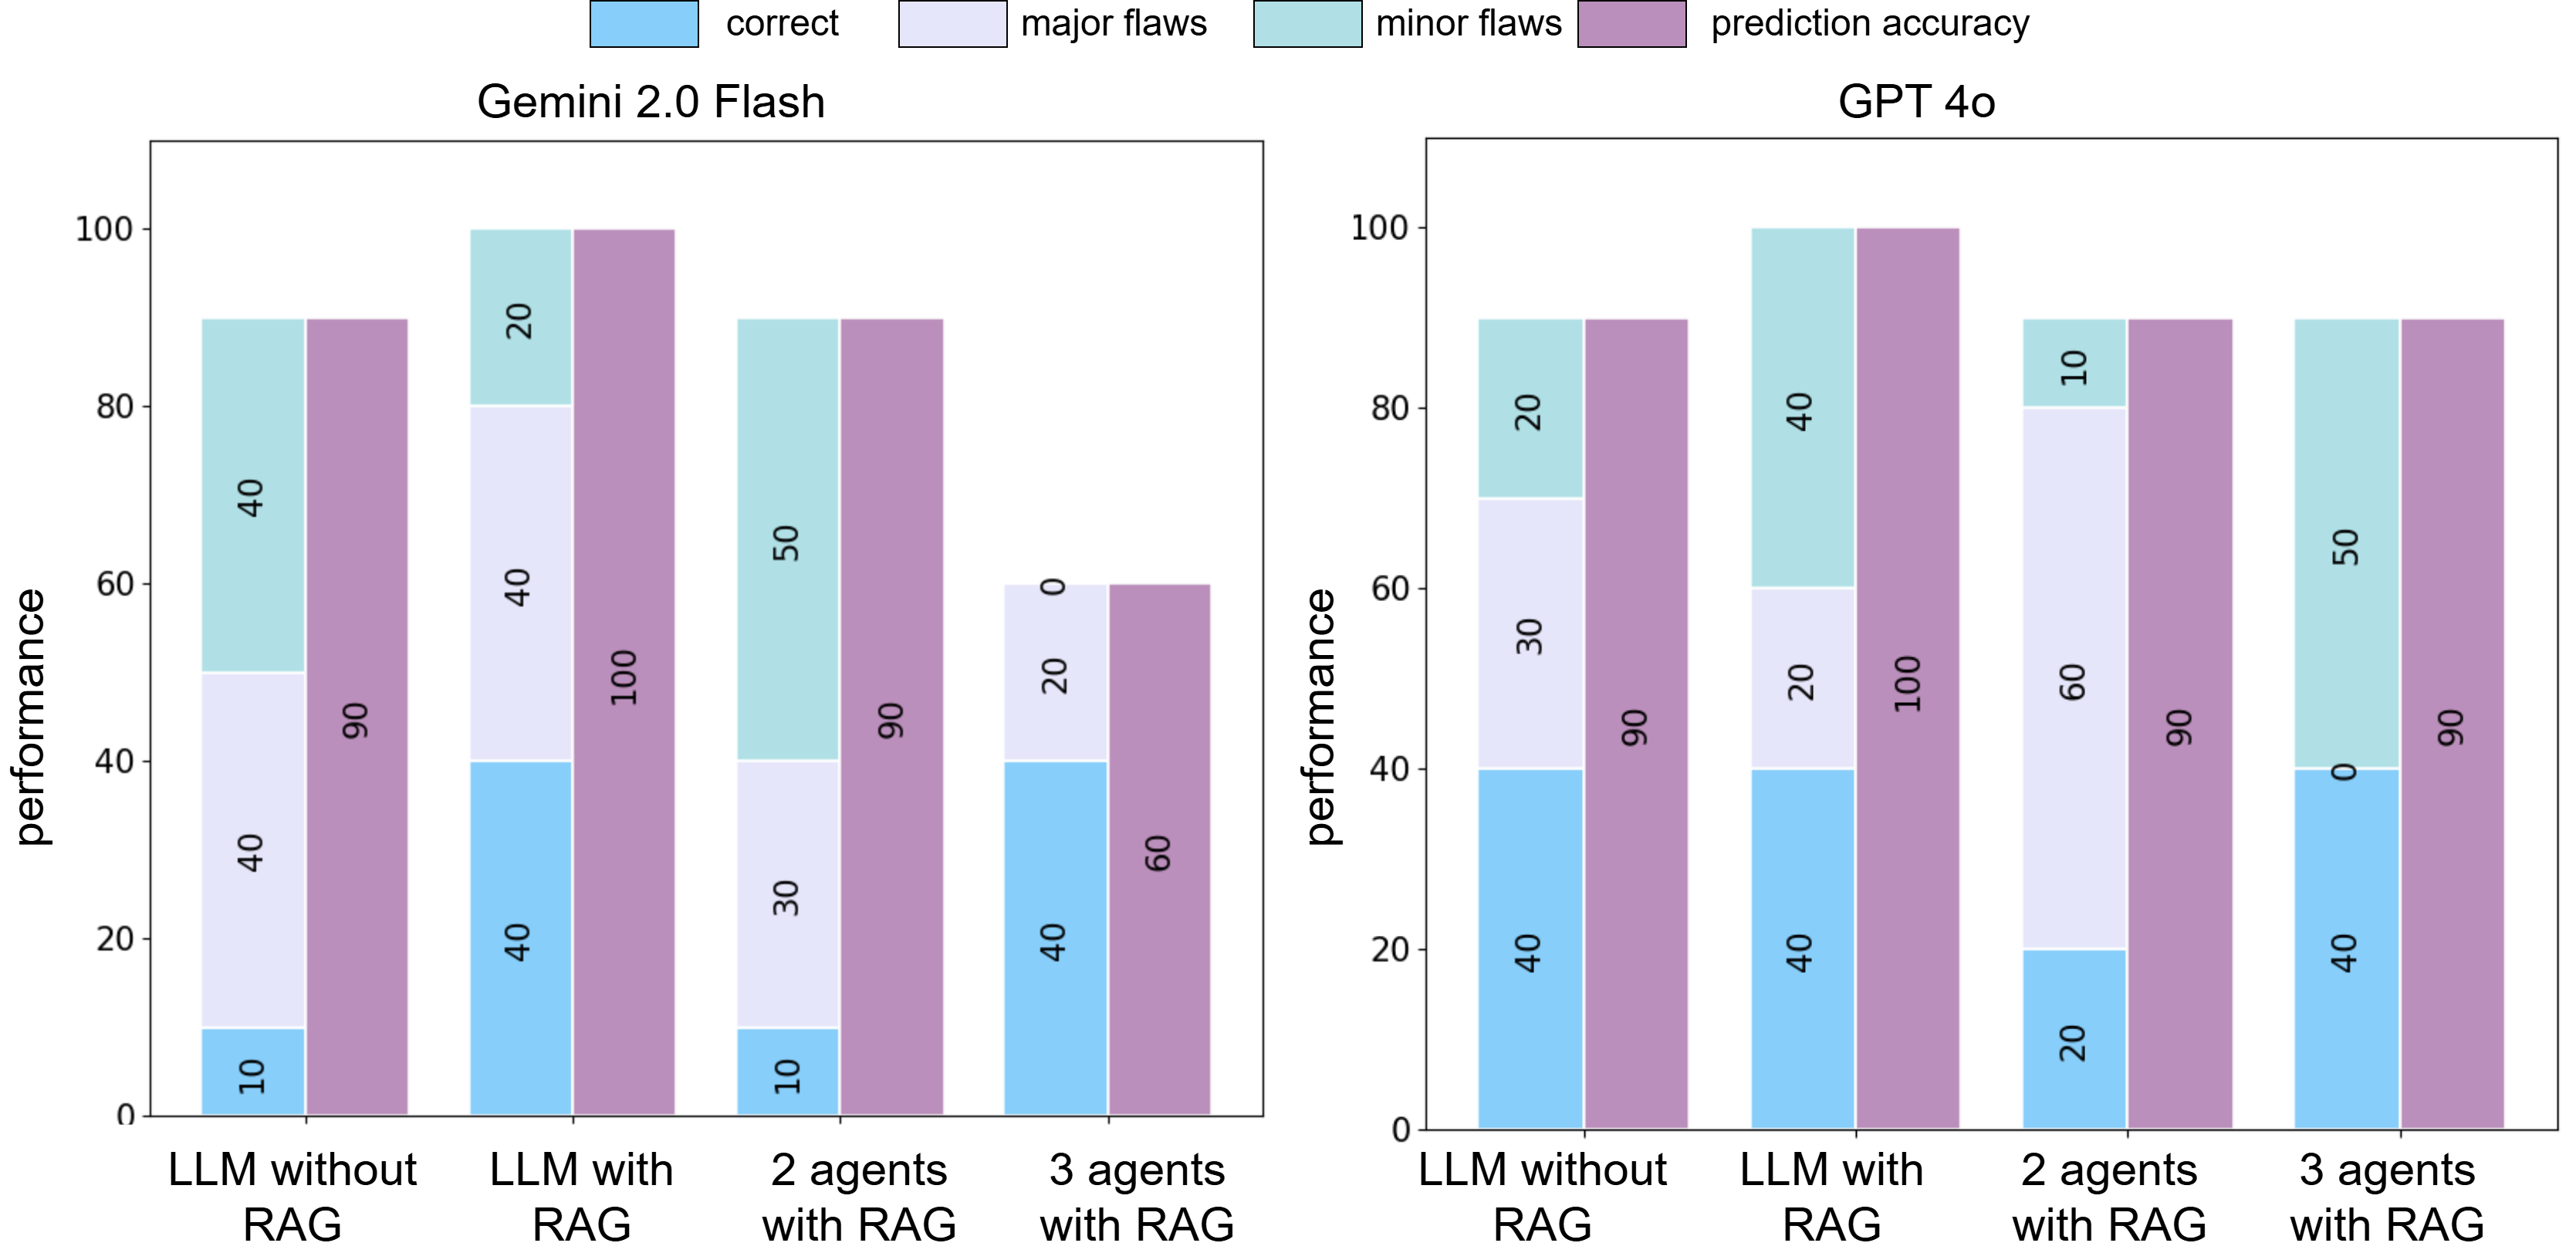 correct major flaws minor flaws prediction accuracy
Gemini 2.0 Flash
performance
100
80
60
40
20
0
40
40
10
90
20
40
40
100
50
30
10
90
0
20
40
60
LLM without
RAG
LLM with
RAG
2 agents
with RAG
3 agents
with RAG
GPT 4o
performance
100
80
60
40
20
0
20
30
40
90
40
20
40
100
10
60
20
90
50
0
40
90
LLM without
RAG
LLM with
RAG
2 agents
with RAG
3 agents
with RAG